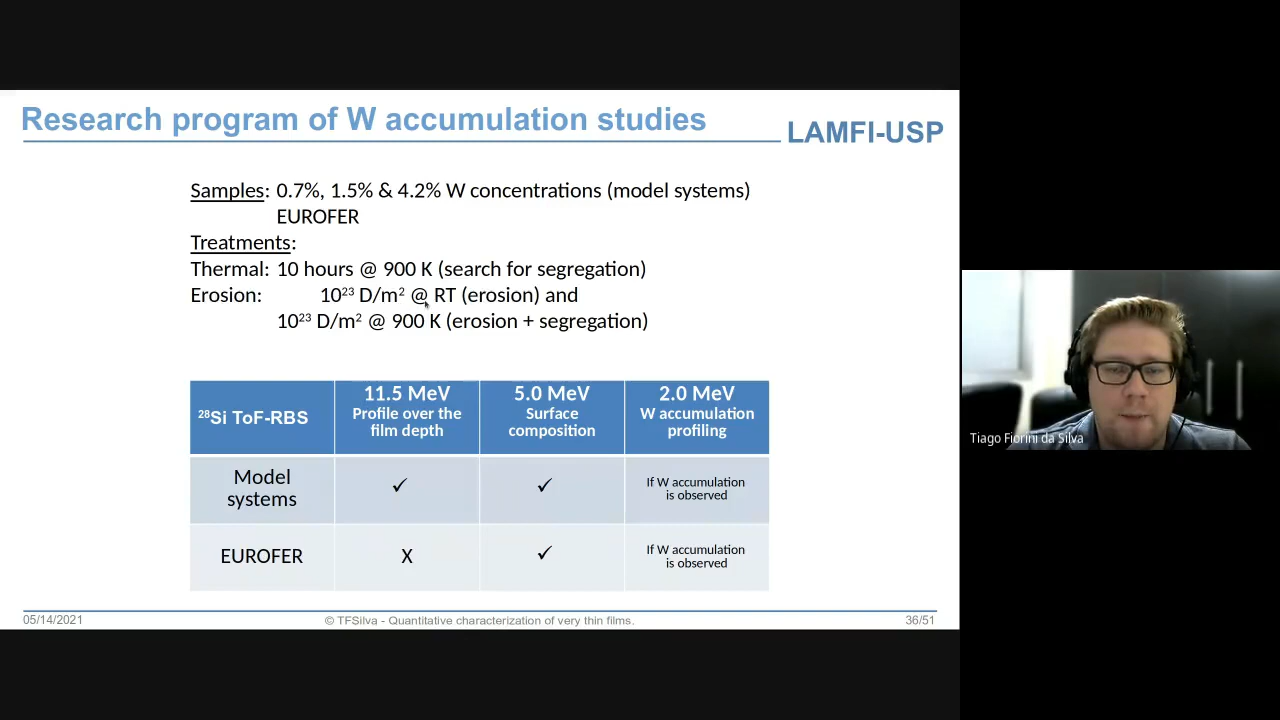 Research program of W accumulation studies
LAMFI-USP
Samples: 0.7%, 1.5% & 4.2% W concentrations (model systems)
EUROFER
Treatments:
Thermal: 10 hours @ 900 K (search for segregation)
Erosion: 10²³ D/m² @ RT (erosion) and
10²³ D/m² @ 900 K (erosion + segregation)
²⁸Si ToF-RBS
11.5 MeV
Profile over the
film depth
5.0 MeV
Surface
composition
2.0 MeV
W accumulation
profiling
Model
systems
✓
✓
If W accumulation
is observed
EUROFER
X
✓
If W accumulation
is observed
05/14/2021
© TFSilva - Quantitative characterization of very thin films.
36/51
Tiago Fiorini da Silva